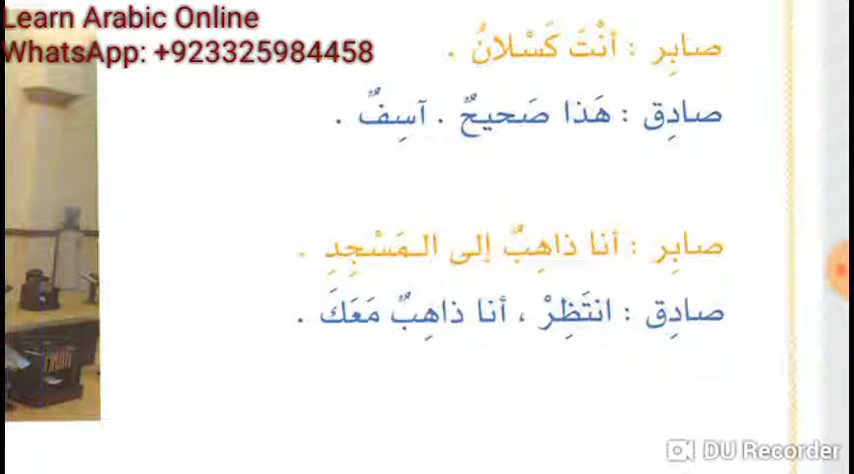 Learn Arabic Online
WhatsApp: +923325984458
صابِر : أنْتَ كَسْلانُ .
صادِق : هَذا صَحيحٌ . آسِفٌ .
صابِر : أنا ذاهِبٌ إلى المَسْجِدِ .
صادِق : انتَظِرْ ، أنا ذاهِبٌ مَعَكَ .
DU Recorder